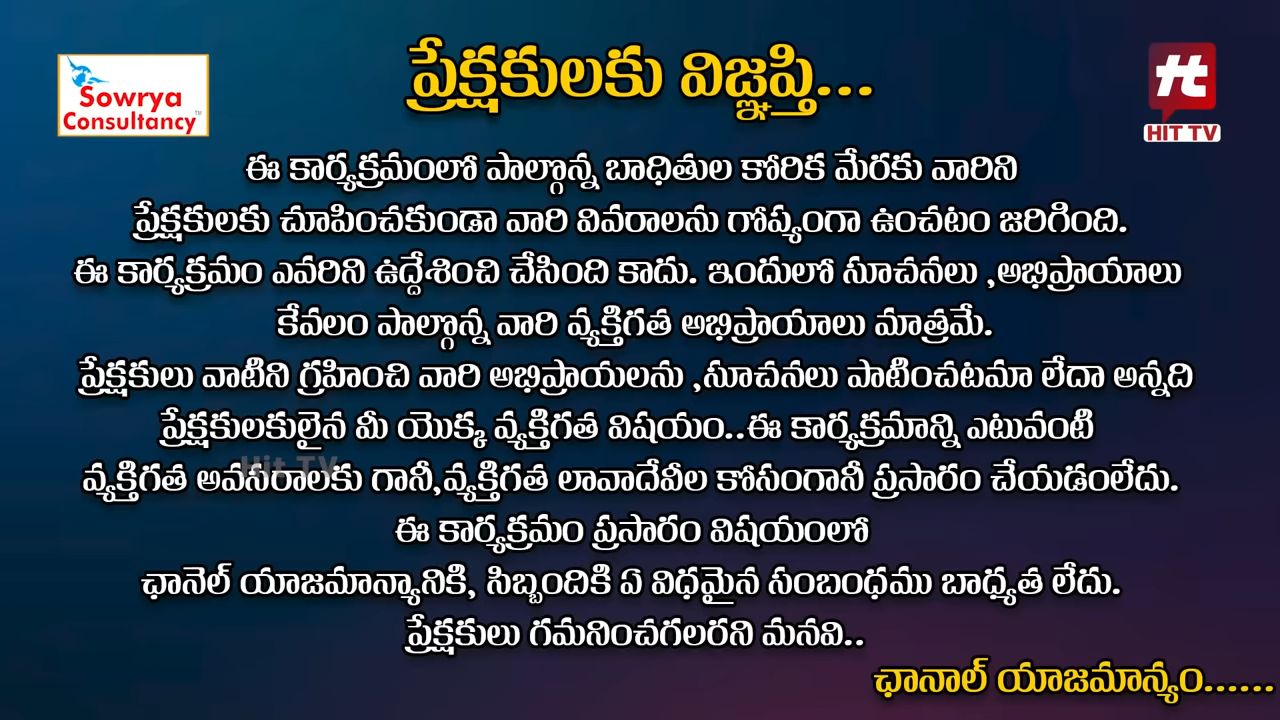 ప్రేక్షకులకు విజ్ఞప్తి...
Sowrya
Consultancy
TM
HIT TV
ఈ కార్యక్రమంలో పాల్గొన్న బాధితుల కోరిక మేరకు వారిని
ప్రేక్షకులకు చూపించకుండా వారి వివరాలను గోప్యంగా ఉంచటం జరిగింది.
ఈ కార్యక్రమం ఎవరిని ఉద్దేశించి చేసింది కాదు. ఇందులో సూచనలు ,అభిప్రాయాలు
కేవలం పాల్గొన్న వారి వ్యక్తిగత అభిప్రాయాలు మాత్రమే.
ప్రేక్షకులు వాటిని గ్రహించి వారి అభిప్రాయలను ,సూచనలు పాటించటమా లేదా అన్నది
ప్రేక్షకులకులైన మీ యొక్క వ్యక్తిగత విషయం..ఈ కార్యక్రమాన్ని ఎటువంటి
Hit TV
వ్యక్తిగత అవసరాలకు గానీ,వ్యక్తిగత లావాదేవీల కోసంగానీ ప్రసారం చేయడంలేదు.
ఈ కార్యక్రమం ప్రసారం విషయంలో
ఛానెల్ యాజమాన్యానికి, సిబ్బందికి ఏ విధమైన సంబంధము బాధ్యత లేదు.
ప్రేక్షకులు గమనించగలరని మనవి..
ఛానాల్ యాజమాన్యం......